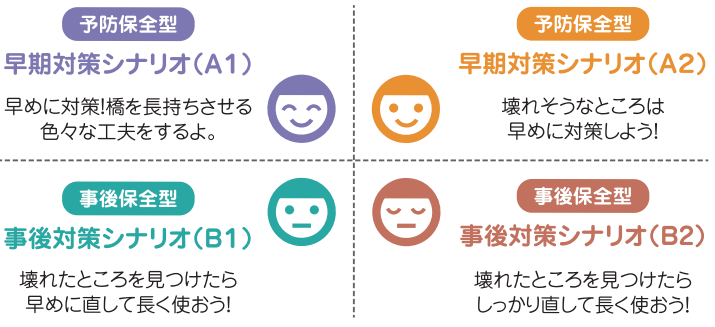 予防保全型
早期対策シナリオ(A1)
早めに対策!橋を長持ちさせる
色々な工夫をするよ。
予防保全型
早期対策シナリオ(A2)
壊れそうなところは
早めに対策しよう!
事後保全型
事後対策シナリオ(B1)
壊れたところを見つけたら
早めに直して長く使おう!
事後保全型
事後対策シナリオ(B2)
壊れたところを見つけたら
しっかり直して長く使おう!